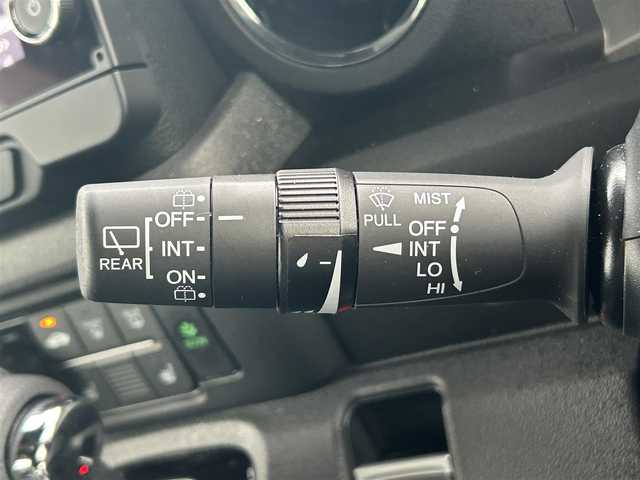 OFF
INT
ON
REAR
PULL
MIST
OFF
INT
LO
HI